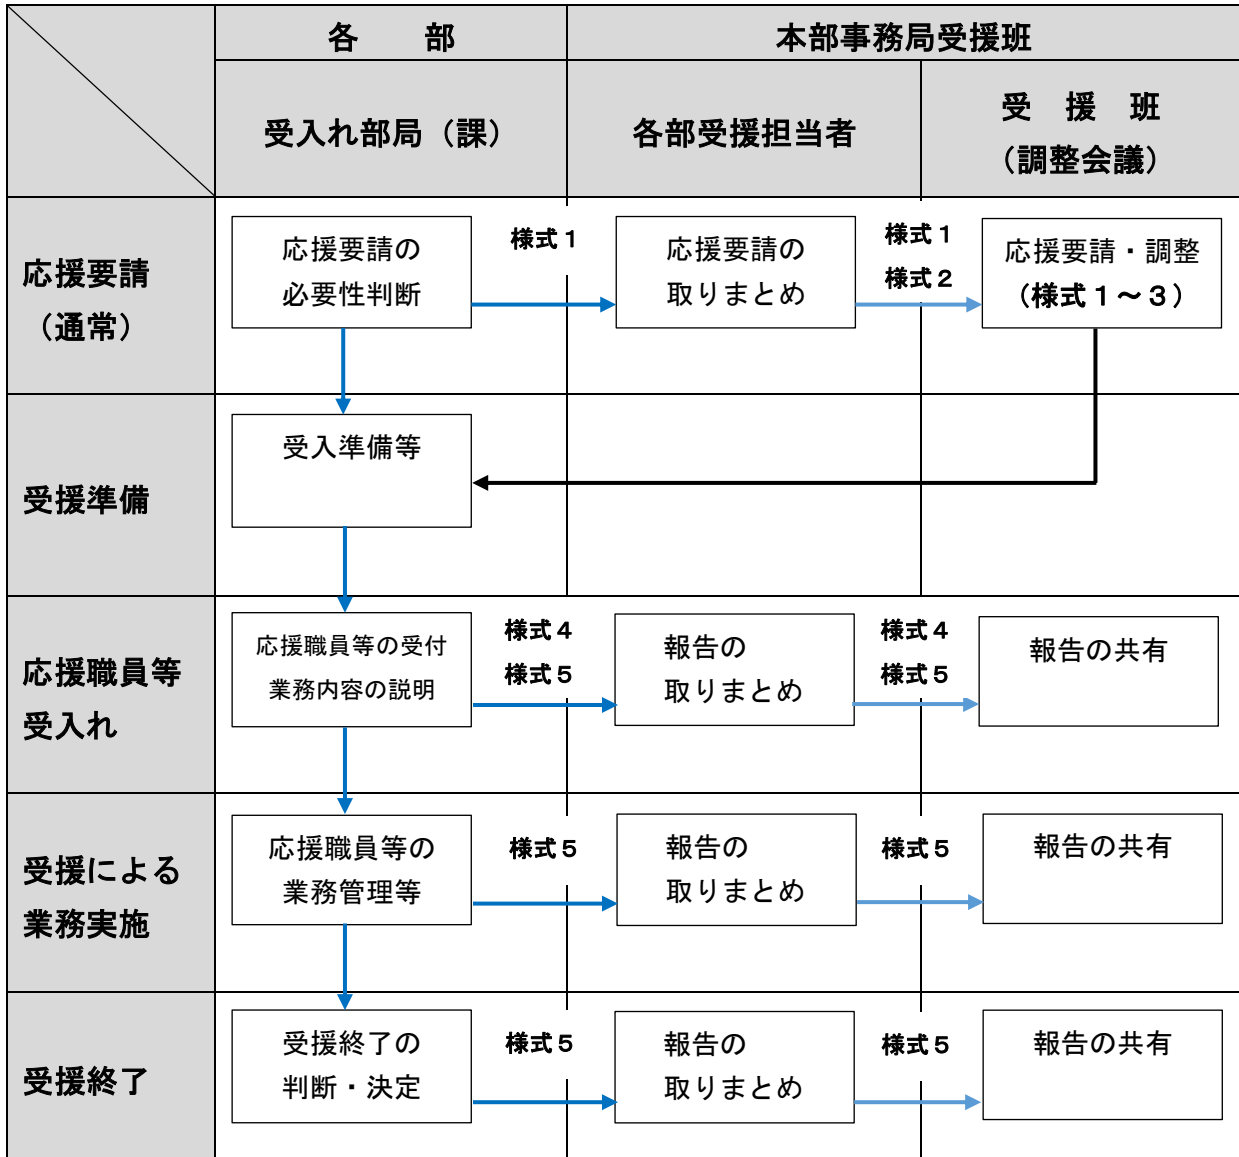 各　　部
本部事務局受援班
受入れ部局（課）
各部受援担当者
受　援　班
（調整会議）
応援要請
（通常）
応援要請の
必要性判断
様式１
応援要請の
取りまとめ
様式１
様式２
応援要請・調整
（様式１～３）
受援準備
受入準備等
応援職員等
受入れ
応援職員等の受付
業務内容の説明
様式４
様式５
報告の
取りまとめ
様式４
様式５
報告の共有
受援による
業務実施
応援職員等の
業務管理等
様式５
報告の
取りまとめ
様式５
報告の共有
受援終了
受援終了の
判断・決定
様式５
報告の
取りまとめ
様式５
報告の共有